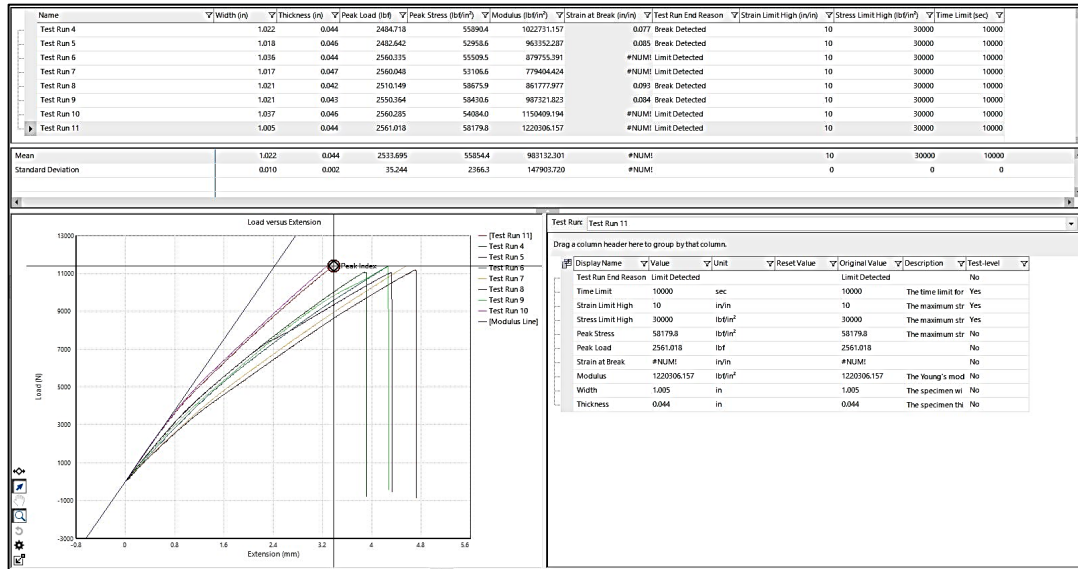 Name Width (in) Thickness (in) Peak Load (lbf) Peak Stress (lbf/in²) Modulus (lbf/in²) Strain at Break (in/in) Test Run End Reason Strain Limit High (in/in) Stress Limit High (lbf/in²) Time Limit (sec)
Test Run 4 1.022 0.044 2484.718 55890.4 1022731.157 0.077 Break Detected 10 30000 10000
Test Run 5 1.018 0.046 2482.642 52958.6 963352.287 0.085 Break Detected 10 30000 10000
Test Run 6 1.036 0.044 2560.335 55509.5 879755.391 #NUM! Limit Detected 10 30000 10000
Test Run 7 1.017 0.047 2560.048 53106.6 779404.424 #NUM! Limit Detected 10 30000 10000
Test Run 8 1.021 0.042 2510.149 58675.9 861777.977 0.093 Break Detected 10 30000 10000
Test Run 9 1.021 0.043 2550.364 58430.6 987321.823 0.084 Break Detected 10 30000 10000
Test Run 10 1.037 0.046 2560.285 54084.0 1150409.194 #NUM! Limit Detected 10 30000 10000
Test Run 11 1.005 0.044 2561.018 58179.8 1220306.157 #NUM! Limit Detected 10 30000 10000
Mean 1.022 0.044 2533.695 55854.4 983132.301 #NUM! 10 30000 10000
Standard Deviation 0.010 0.002 35.244 2366.3 147903.720 #NUM! 0 0 0
Load versus Extension
13000
11000
9000
7000
5000
3000
1000
-1000
-3000
Load (N)
-0.8 0 0.8 1.6 2.4 3.2 4 4.8 5.6
Extension (mm)
Peak Index
[Test Run 11]
Test Run 4
Test Run 5
Test Run 6
Test Run 7
Test Run 8
Test Run 9
Test Run 10
[Modulus Line]
Test Run: Test Run 11
Drag a column header here to group by that column.
Display Name Value Unit Reset Value Original Value Description Test-level
Test Run End Reason Limit Detected Limit Detected No
Time Limit 10000 sec 10000 The time limit for Yes
Strain Limit High 10 in/in 10 The maximum str Yes
Stress Limit High 30000 lbf/in² 30000 The maximum str Yes
Peak Stress 58179.8 lbf/in² 58179.8 The maximum str No
Peak Load 2561.018 lbf 2561.018 No
Strain at Break #NUM! in/in #NUM! No
Modulus 1220306.157 lbf/in² 1220306.157 The Young's mod No
Width 1.005 in 1.005 The specimen wi No
Thickness 0.044 in 0.044 The specimen thi No